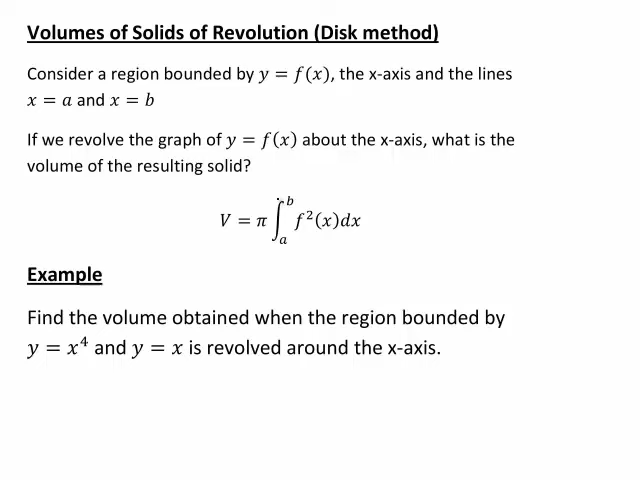 Volumes of Solids of Revolution (Disk method)
Consider a region bounded by 𝑦 = 𝑓(𝑥), the x-axis and the lines
𝑥 = 𝑎 and 𝑥 = 𝑏
If we revolve the graph of 𝑦 = 𝑓(𝑥) about the x-axis, what is the
volume of the resulting solid?
𝑉 = 𝜋 ∫ₐᵇ 𝑓²(𝑥)𝑑𝑥
Example
Find the volume obtained when the region bounded by
𝑦 = 𝑥⁴ and 𝑦 = 𝑥 is revolved around the x-axis.